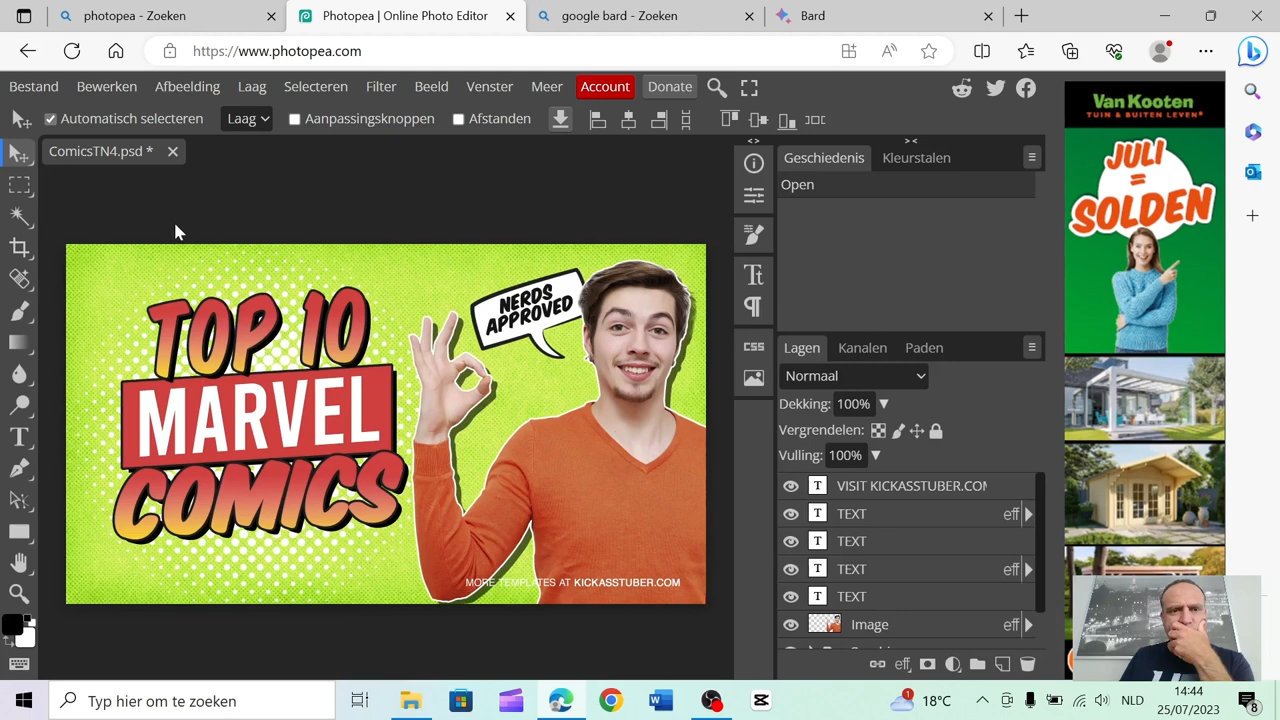 photopea - Zoeken
Photopea | Online Photo Editor
google bard - Zoeken
Bard
https://www.photopea.com
Bestand Bewerken Afbeelding Laag Selecteren Filter Beeld Venster Meer Account Donate
Automatisch selecteren Laag Aanpassingsknoppen Afstanden
ComicsTN4.psd *
Geschiedenis Kleurstalen
Open
TOP 10
MARVEL
COMICS
NERDS
APPROVED
MORE TEMPLATES AT KICKASSTUBER.COM
CSS
Lagen Kanalen Paden
Normaal
Dekking: 100%
Vergrendelen:
Vulling: 100%
VISIT KICKASSTUBER.COM
TEXT eff
TEXT
TEXT eff
TEXT
Image eff
eff
Van Kooten
TUIN & BUITEN LEVEN
JULI
=
SOLDEN
Typ hier om te zoeken
1
18°C
NLD
14:44
25/07/2023
8